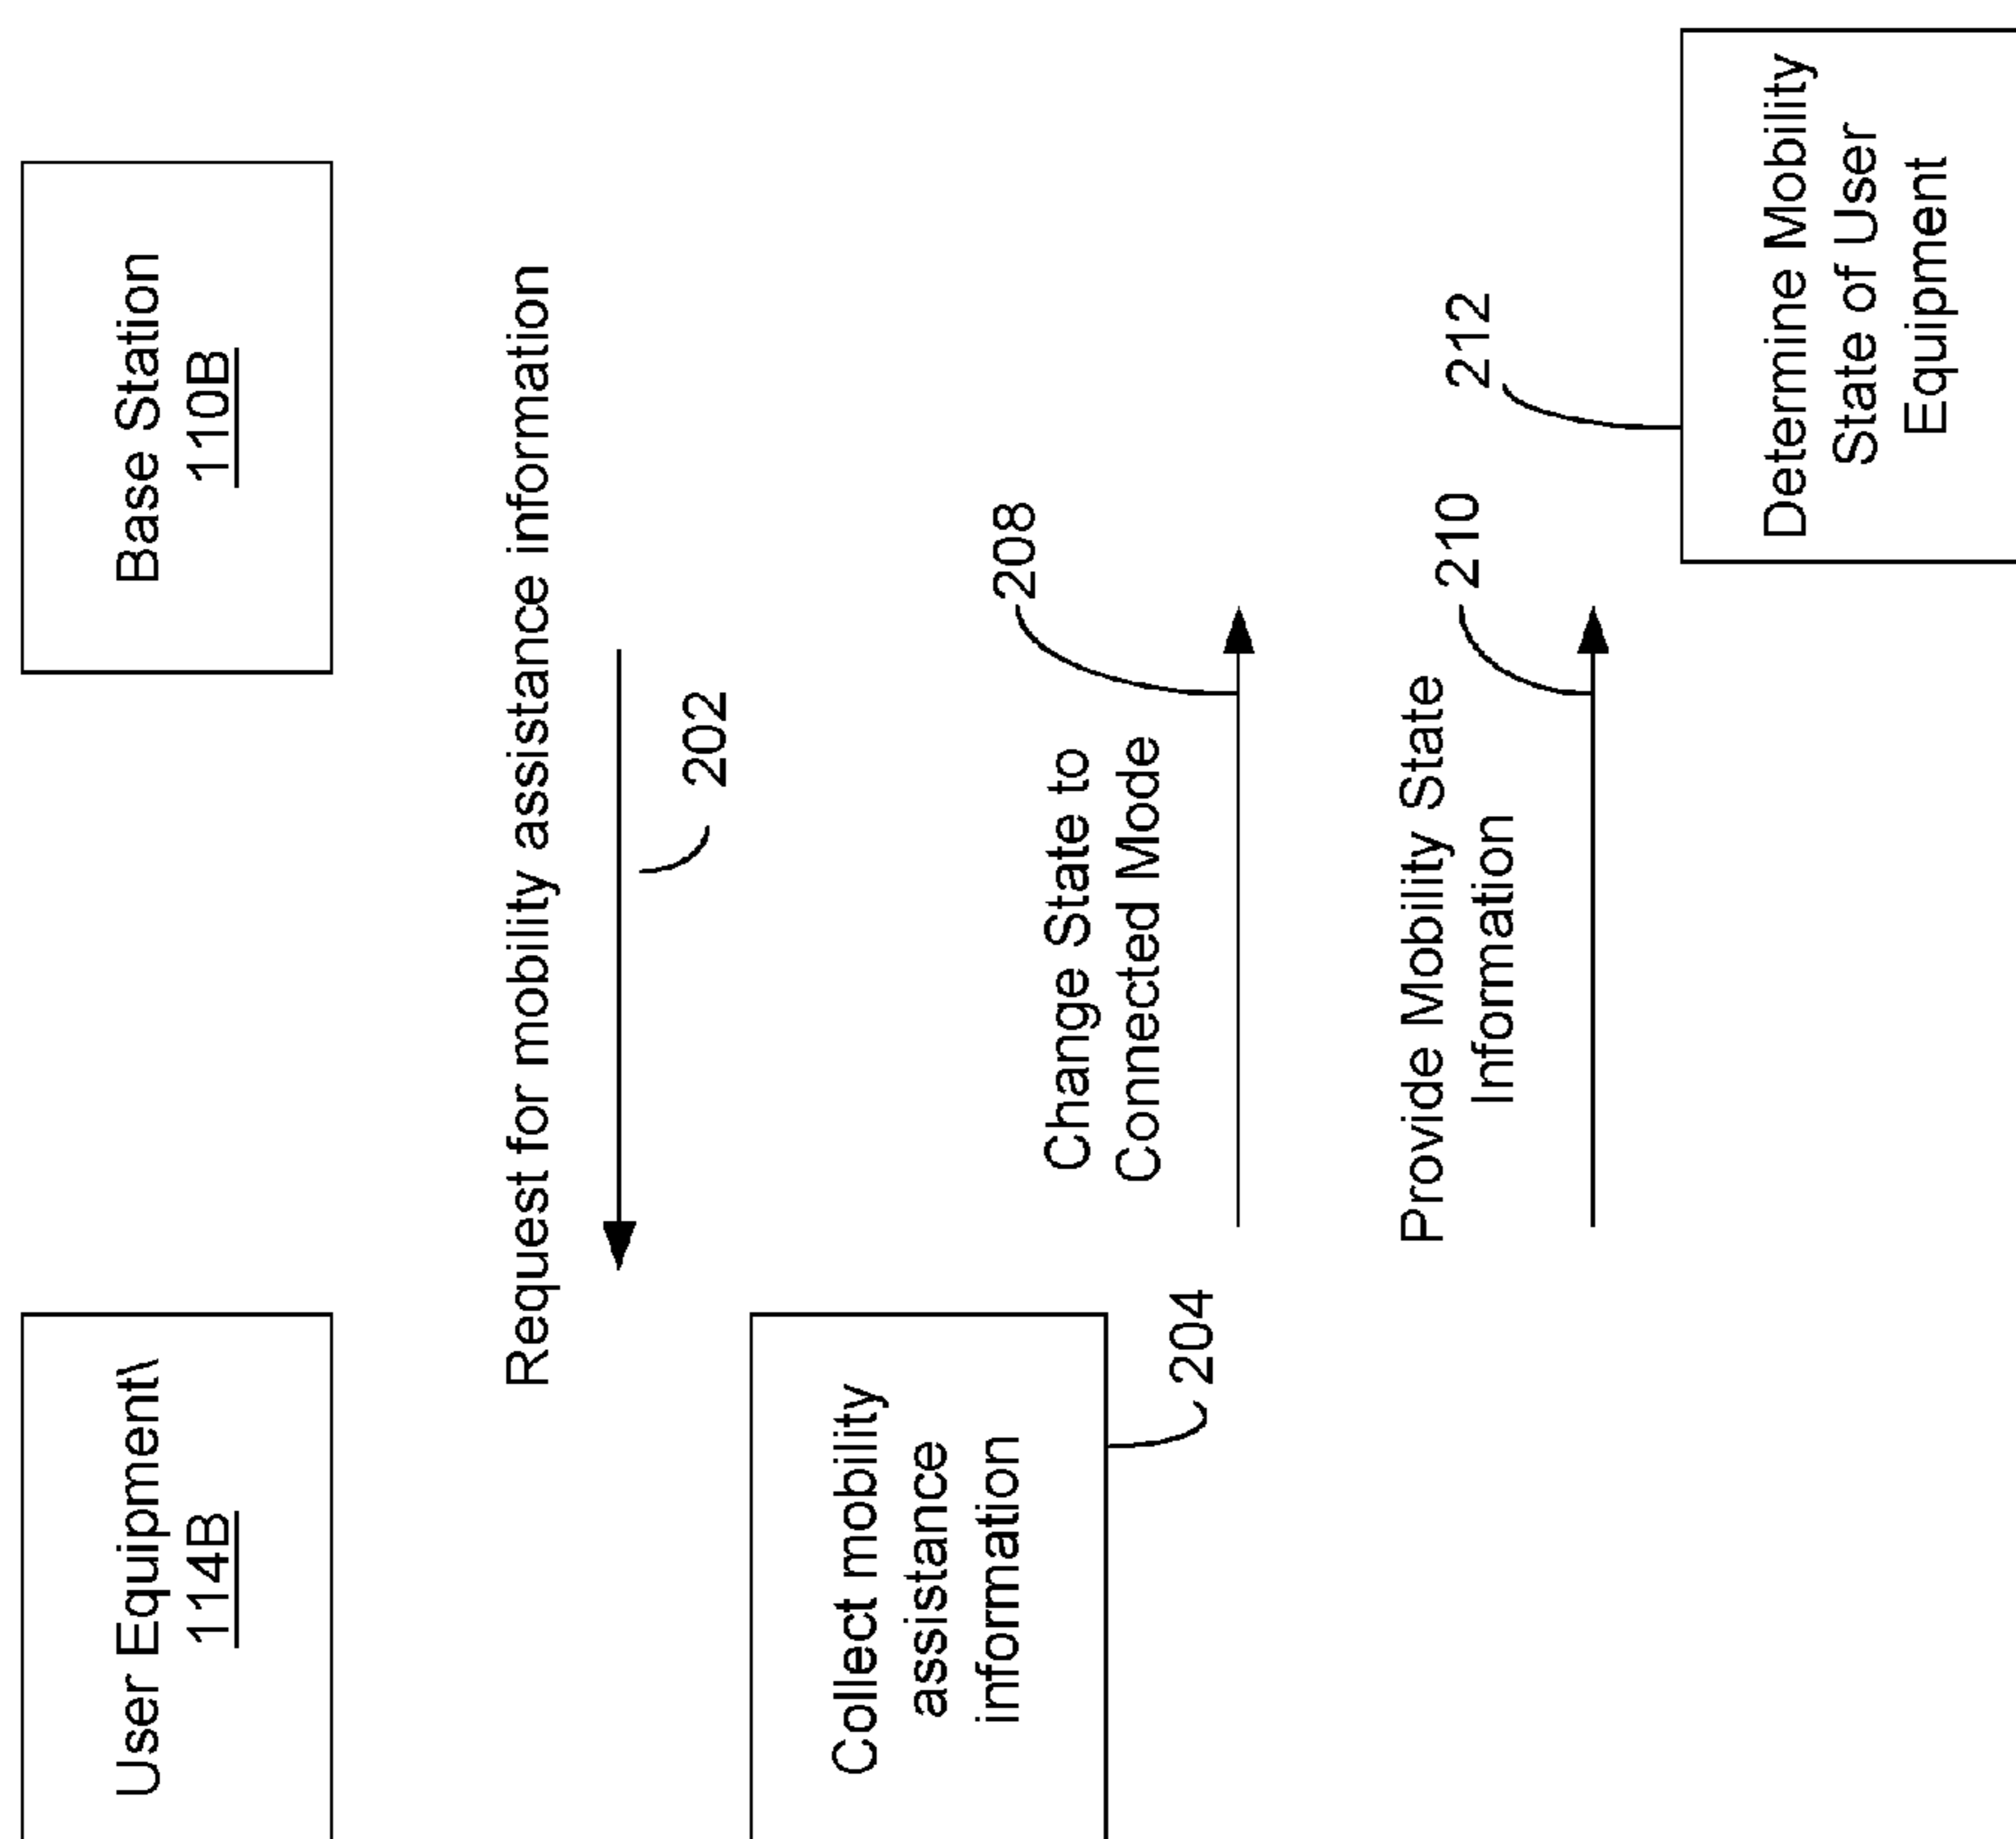 User Equipment\
114B
Base Station
110B
Request for mobility assistance information
202
Collect mobility
assistance
information
204
Change State to
Connected Mode
208
Provide Mobility State
Information
210
212
Determine Mobility
State of User
Equipment